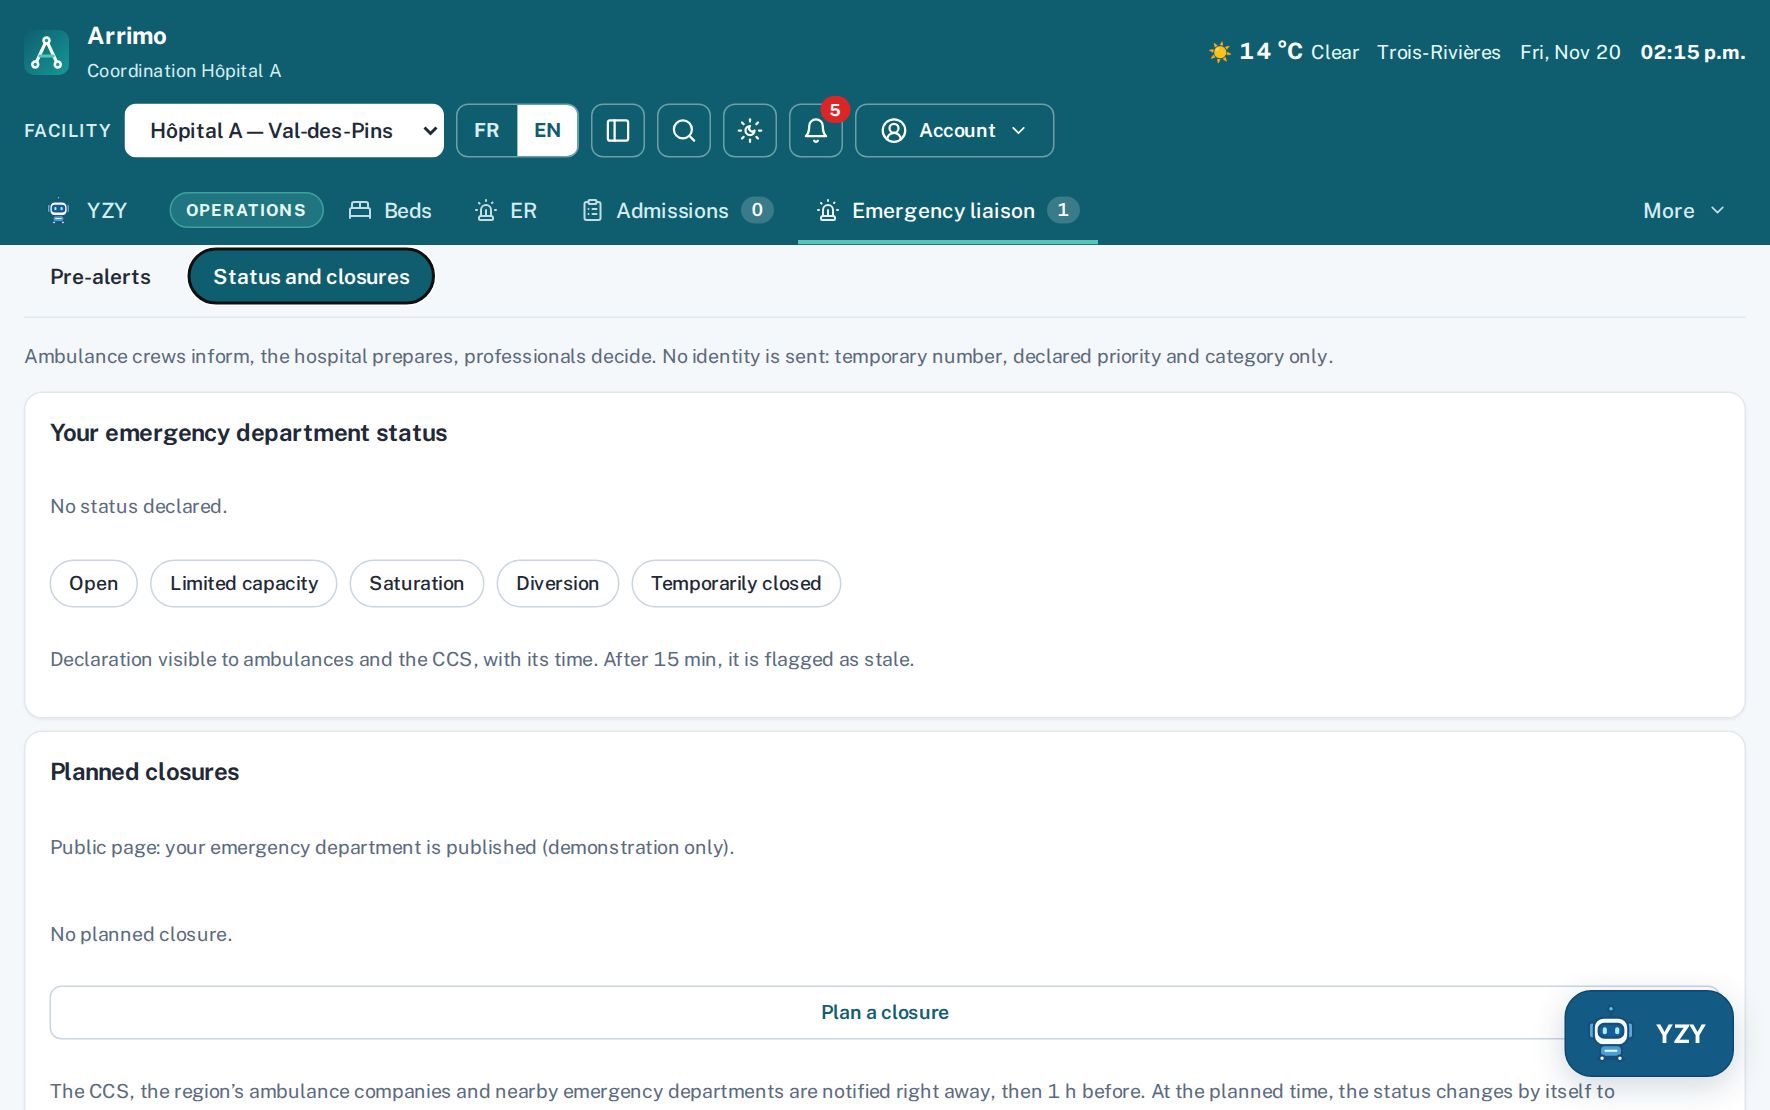 Arrimo
Coordination Hôpital A
☀️ 14 °C Clear Trois-Rivières Fri, Nov 20 02:15 p.m.
FACILITY Hôpital A — Val-des-Pins FR EN 5 Account
YZY OPERATIONS Beds ER Admissions 0 Emergency liaison 1 More
Pre-alerts Status and closures
Ambulance crews inform, the hospital prepares, professionals decide. No identity is sent: temporary number, declared priority and category only.
Your emergency department status
No status declared.
Open Limited capacity Saturation Diversion Temporarily closed
Declaration visible to ambulances and the CCS, with its time. After 15 min, it is flagged as stale.
Planned closures
Public page: your emergency department is published (demonstration only).
No planned closure.
Plan a closure
YZY
The CCS, the region’s ambulance companies and nearby emergency departments are notified right away, then 1 h before. At the planned time, the status changes by itself to